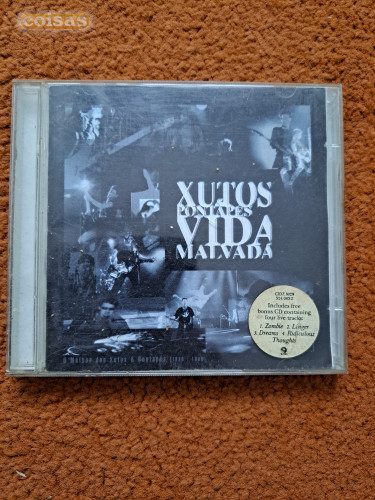 coisas
XUTOS
PONTAPÉS
VIDA
MALVADA
Includes free
bonus CD containing
four live tracks:
1. Zombie 2. Linger
3. Dreams 4. Ridiculous
Thoughts